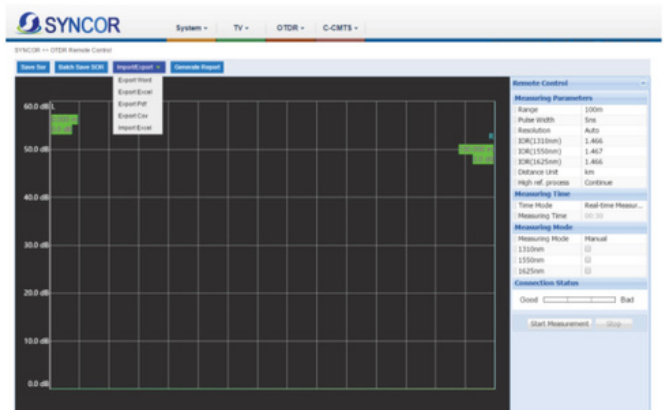 SYNCOR
System TV OTDR C-CMTS
SYNCOR >> OTDR Remote Control
Save Sor Batch Save SOR Import/Export Generate Report
Export Word
Export Excel
Export Pdf
Export Csv
Import Excel
60.0 dB L
R
50.0 dB
40.0 dB
30.0 dB
20.0 dB
10.0 dB
0.0 dB
Remote Control
Measuring Parameters
Range 100m
Pulse Width 5ns
Resolution Auto
IOR(1310nm) 1.466
IOR(1550nm) 1.467
IOR(1625nm) 1.466
Distance Unit km
High ref. process Continue
Measuring Time
Time Mode Real-time Measur...
Measuring Time 00:30
Measuring Mode
Measuring Mode Manual
1310nm
1550nm
1625nm
Connection Status
Good Bad
Start Measurement Stop